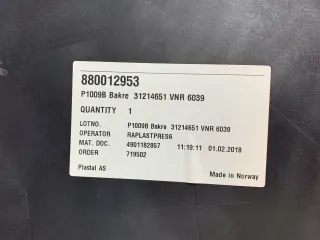 880012953
P1009B Bakre 31214651 VNR 6039
QUANTITY 1
LOTNO. P1009B Bakre 31214651 VNR 6039
OPERATOR RAPLASTPRES6
MAT. DOC. 4901182857 11:19:11 01.02.2018
ORDER 719502
Plastal AS Made in Norway